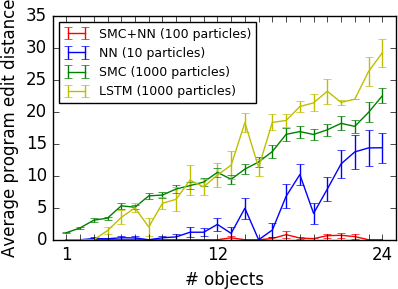 Average program edit distance
35
30
25
20
15
10
5
0
SMC+NN (100 particles)
NN (10 particles)
SMC (1000 particles)
LSTM (1000 particles)
1
12
24
# objects